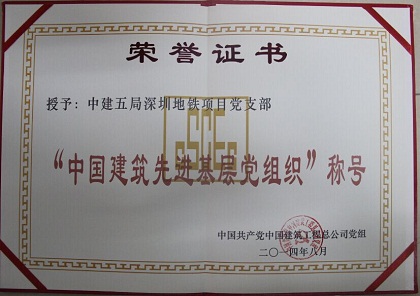 荣誉证书
授予：中建五局深圳地铁项目党支部
“中国建筑先进基层党组织”称号
中国共产党中国建筑工程总公司党组
二〇一四年八月